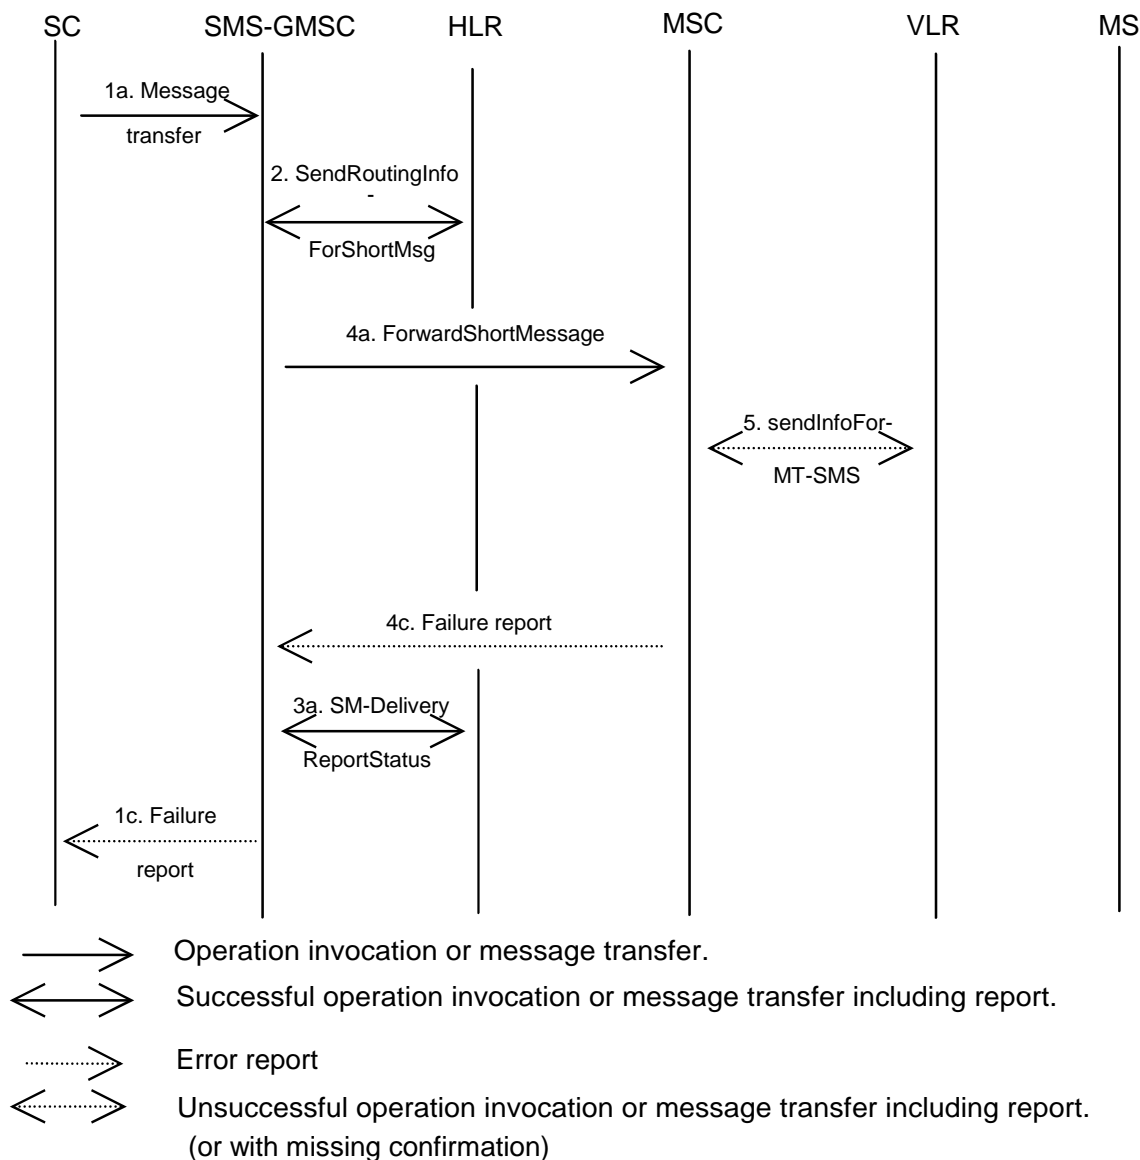 SC SMS-GMSC HLR MSC VLR MS
1a. Message
transfer
2. SendRoutingInfo
-
ForShortMsg
4a. ForwardShortMessage
5. sendInfoFor-
MT-SMS
4c. Failure report
3a. SM-Delivery
ReportStatus
1c. Failure
report
Operation invocation or message transfer.
Successful operation invocation or message transfer including report.
Error report
Unsuccessful operation invocation or message transfer including report.
(or with missing confirmation)